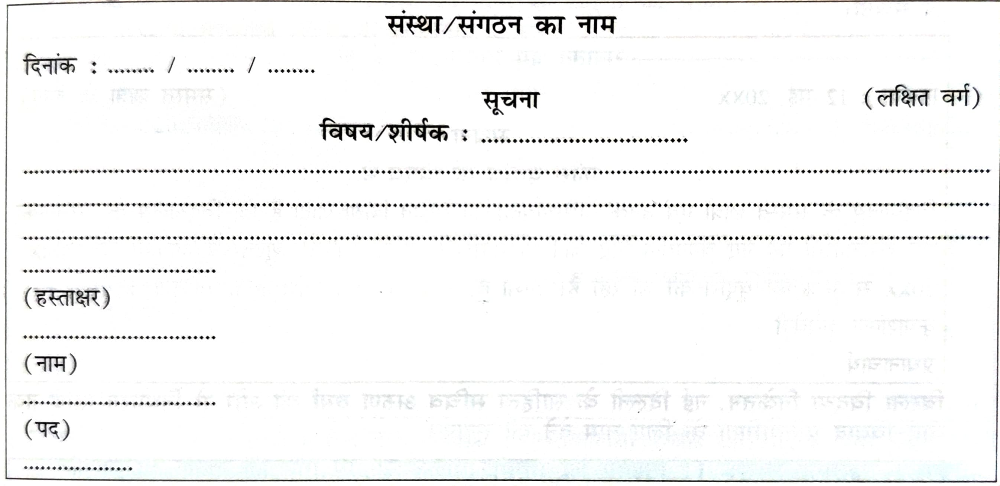 संस्था/संगठन का नाम
दिनांक : ........ / ........ / ........
सूचना (लक्षित वर्ग)
विषय/शीर्षक : ....................................
(हस्ताक्षर)
(नाम)
(पद)